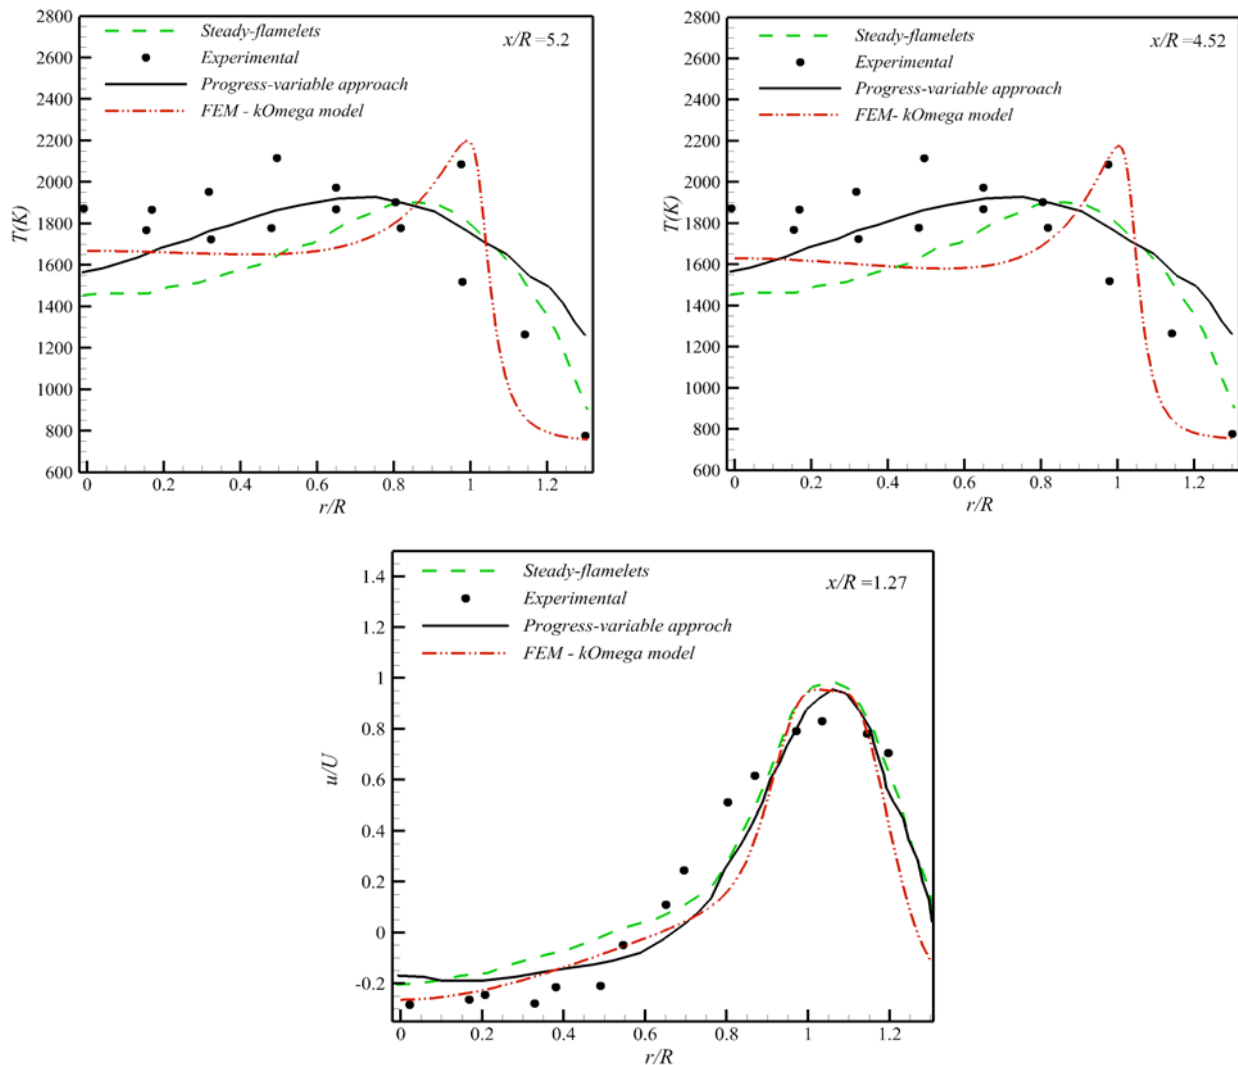 2800
2600
2400
2200
2000
1800
1600
1400
1200
1000
800
600
T(K)
Steady-flamelets
Experimental
Progress-variable approach
FEM - kOmega model
x/R =5.2
0 0.2 0.4 0.6 0.8 1 1.2
r/R
2800
2600
2400
2200
2000
1800
1600
1400
1200
1000
800
600
T(K)
Steady-flamelets
Experimental
Progress-variable approach
FEM- kOmega model
x/R =4.52
0 0.2 0.4 0.6 0.8 1 1.2
r/R
1.4
1.2
1
0.8
0.6
0.4
0.2
0
-0.2
u/U
Steady-flamelets
Experimental
Progress-variable approch
FEM - kOmega model
x/R =1.27
0 0.2 0.4 0.6 0.8 1 1.2
r/R